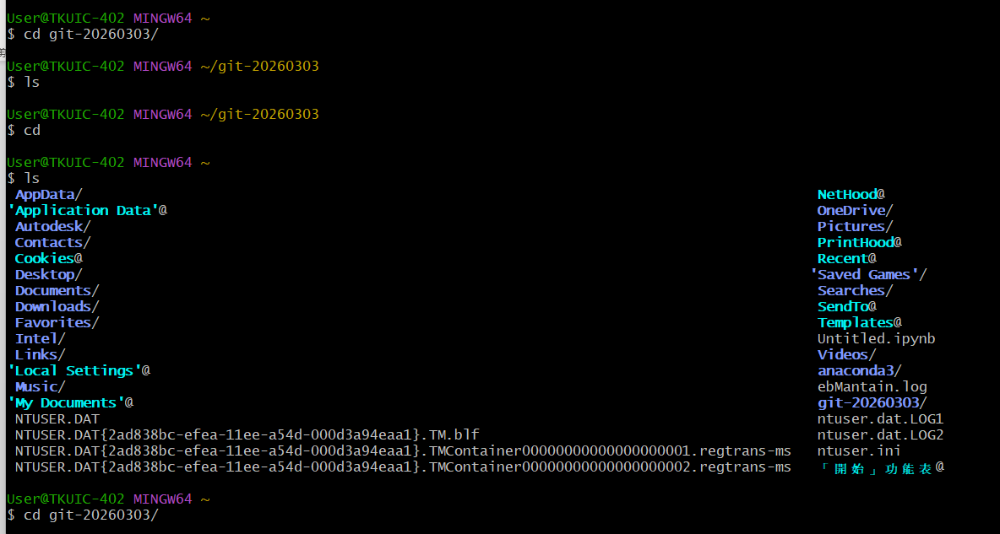 User@TKUIC-402 MINGW64 ~
$ cd git-20260303/
User@TKUIC-402 MINGW64 ~/git-20260303
$ ls
User@TKUIC-402 MINGW64 ~/git-20260303
$ cd
User@TKUIC-402 MINGW64 ~
$ ls
AppData/ NetHood@
'Application Data'@ OneDrive/
Autodesk/ Pictures/
Contacts/ PrintHood@
Cookies@ Recent@
Desktop/ 'Saved Games'/
Documents/ Searches/
Downloads/ SendTo@
Favorites/ Templates@
Intel/ Untitled.ipynb
Links/ Videos/
'Local Settings'@ anaconda3/
Music/ ebMantain.log
'My Documents'@ git-20260303/
NTUSER.DAT ntuser.dat.LOG1
NTUSER.DAT{2ad838bc-efea-11ee-a54d-000d3a94eaa1}.TM.blf ntuser.dat.LOG2
NTUSER.DAT{2ad838bc-efea-11ee-a54d-000d3a94eaa1}.TMContainer00000000000000000001.regtrans-ms ntuser.ini
NTUSER.DAT{2ad838bc-efea-11ee-a54d-000d3a94eaa1}.TMContainer00000000000000000002.regtrans-ms 「開始」功能表@
User@TKUIC-402 MINGW64 ~
$ cd git-20260303/